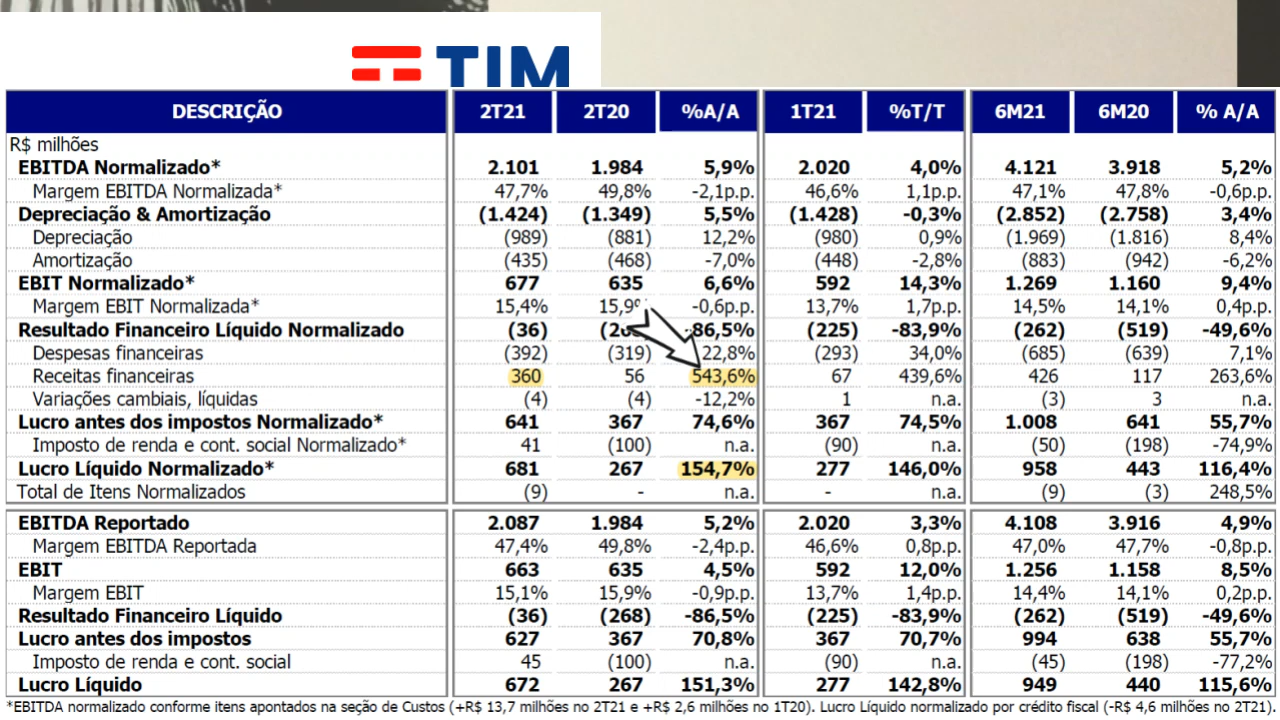 TIM
DESCRIÇÃO 2T21 2T20 %A/A 1T21 %T/T 6M21 6M20 % A/A
R$ milhões
EBITDA Normalizado* 2.101 1.984 5,9% 2.020 4,0% 4.121 3.918 5,2%
Margem EBITDA Normalizada* 47,7% 49,8% -2,1p.p. 46,6% 1,1p.p. 47,1% 47,8% -0,6p.p.
Depreciação & Amortização (1.424) (1.349) 5,5% (1.428) -0,3% (2.852) (2.758) 3,4%
Depreciação (989) (881) 12,2% (980) 0,9% (1.969) (1.816) 8,4%
Amortização (435) (468) -7,0% (448) -2,8% (883) (942) -6,2%
EBIT Normalizado* 677 635 6,6% 592 14,3% 1.269 1.160 9,4%
Margem EBIT Normalizada* 15,4% 15,9% -0,6p.p. 13,7% 1,7p.p. 14,5% 14,1% 0,4p.p.
Resultado Financeiro Líquido Normalizado (36) -86,5% (225) -83,9% (262) (519) -49,6%
Despesas financeiras (392) (319) 22,8% (293) 34,0% (685) (639) 7,1%
Receitas financeiras 360 56 543,6% 67 439,6% 426 117 263,6%
Variações cambiais, líquidas (4) (4) -12,2% 1 n.a. (3) 3 n.a.
Lucro antes dos impostos Normalizado* 641 367 74,6% 367 74,5% 1.008 641 55,7%
Imposto de renda e cont. social Normalizado* 41 (100) n.a. (90) n.a. (50) (198) -74,9%
Lucro Líquido Normalizado* 681 267 154,7% 277 146,0% 958 443 116,4%
Total de Itens Normalizados (9) - n.a. - n.a. (9) (3) 248,5%
EBITDA Reportado 2.087 1.984 5,2% 2.020 3,3% 4.108 3.916 4,9%
Margem EBITDA Reportada 47,4% 49,8% -2,4p.p. 46,6% 0,8p.p. 47,0% 47,7% -0,8p.p.
EBIT 663 635 4,5% 592 12,0% 1.256 1.158 8,5%
Margem EBIT 15,1% 15,9% -0,9p.p. 13,7% 1,4p.p. 14,4% 14,1% 0,2p.p.
Resultado Financeiro Líquido (36) (268) -86,5% (225) -83,9% (262) (519) -49,6%
Lucro antes dos impostos 627 367 70,8% 367 70,7% 994 638 55,7%
Imposto de renda e cont. social 45 (100) n.a. (90) n.a. (45) (198) -77,2%
Lucro Líquido 672 267 151,3% 277 142,8% 949 440 115,6%
*EBITDA normalizado conforme itens apontados na seção de Custos (+R$ 13,7 milhões no 2T21 e +R$ 2,6 milhões no 1T20). Lucro Líquido normalizado por crédito fiscal (-R$ 4,6 milhões no 2T21).